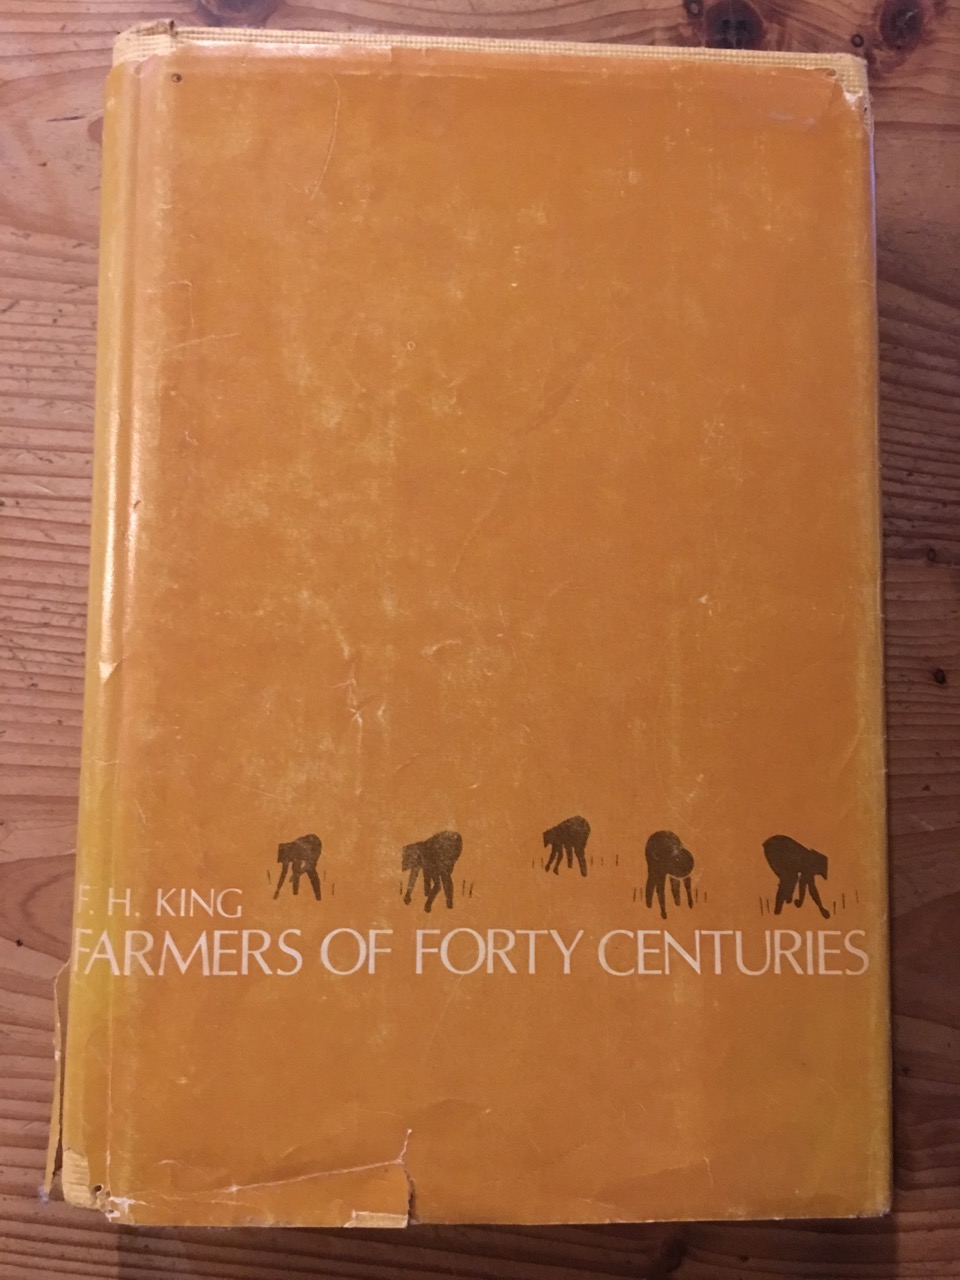 F. H. KING
FARMERS OF FORTY CENTURIES